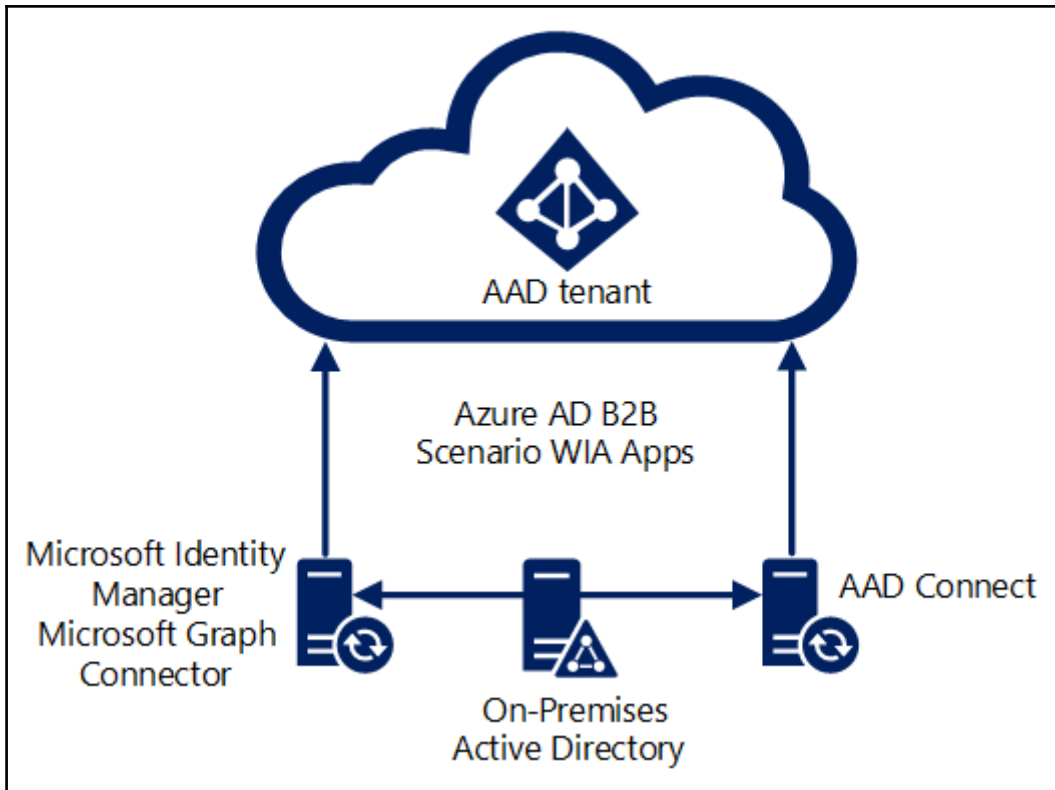 AAD tenant
Azure AD B2B
Scenario WIA Apps
Microsoft Identity
Manager
Microsoft Graph
Connector
AAD Connect
On-Premises
Active Directory